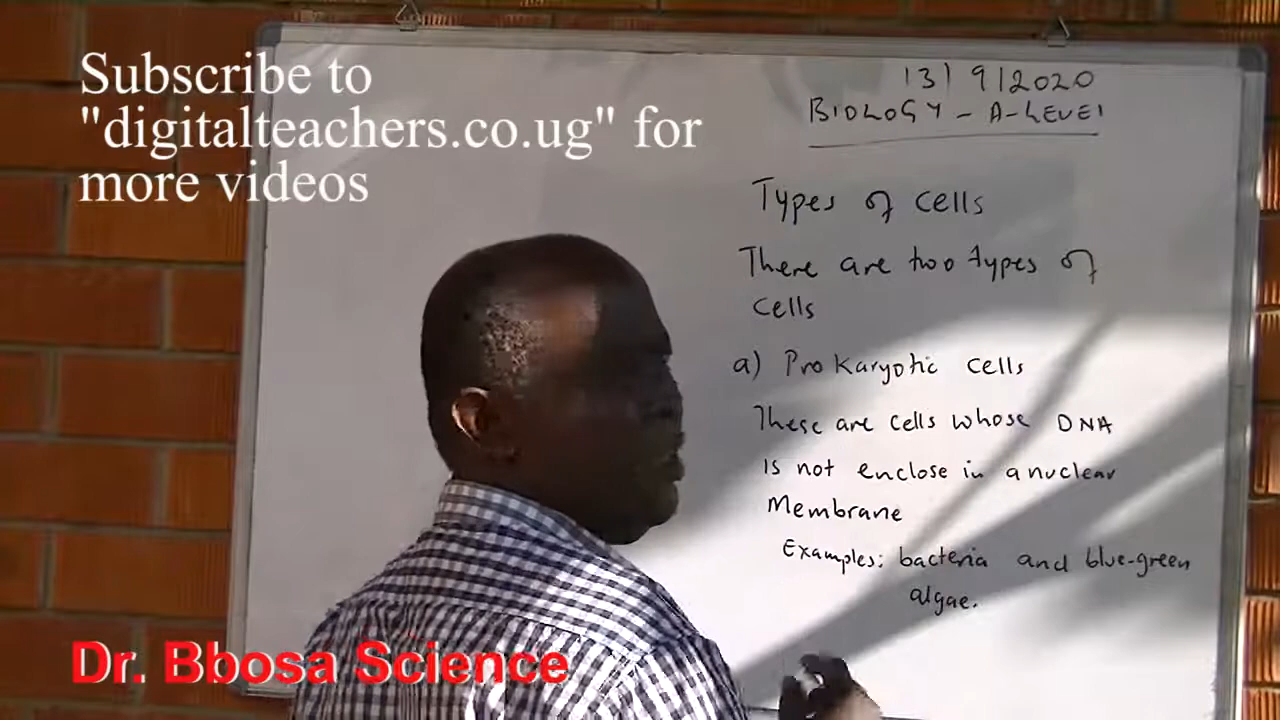 Subscribe to
"digitalteachers.co.ug" for
more videos
13/9/2020
BIOLOGY - A-LEVEL
Types of cells
There are two types of
cells
a) Prokaryotic cells
These are cells whose DNA
is not enclose in a nuclear
Membrane
Examples: bacteria and blue-green
algae.
Dr. Bbosa Science